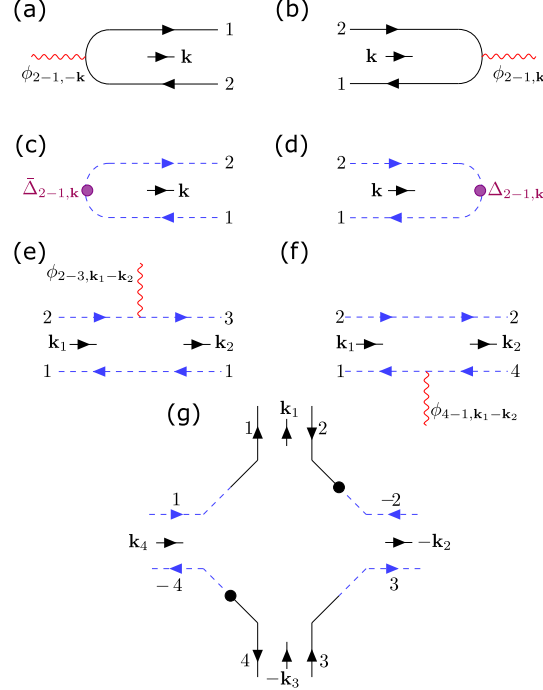 (a)
1
k
ϕ₂₋₁,₋ₖ
2
(b)
2
k
1
ϕ₂₋₁,ₖ
(c)
2
Δ̄₂₋₁,ₖ
k
1
(d)
2
k
Δ₂₋₁,ₖ
1
(e)
ϕ₂₋₃,ₖ₁₋ₖ₂
2
3
k₁
k₂
1
1
(f)
2
2
k₁
k₂
1
4
ϕ₄₋₁,ₖ₁₋ₖ₂
(g)
k₁
1
2
1
−2
k₄
−k₂
−4
3
4
−k₃
3